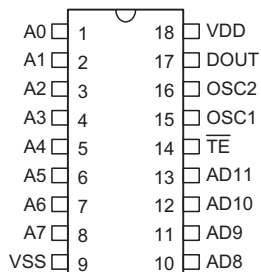 A0 1 18 VDD
A1 2 17 DOUT
A2 3 16 OSC2
A3 4 15 OSC1
A4 5 14 T̅E̅
A5 6 13 AD11
A6 7 12 AD10
A7 8 11 AD9
VSS 9 10 AD8